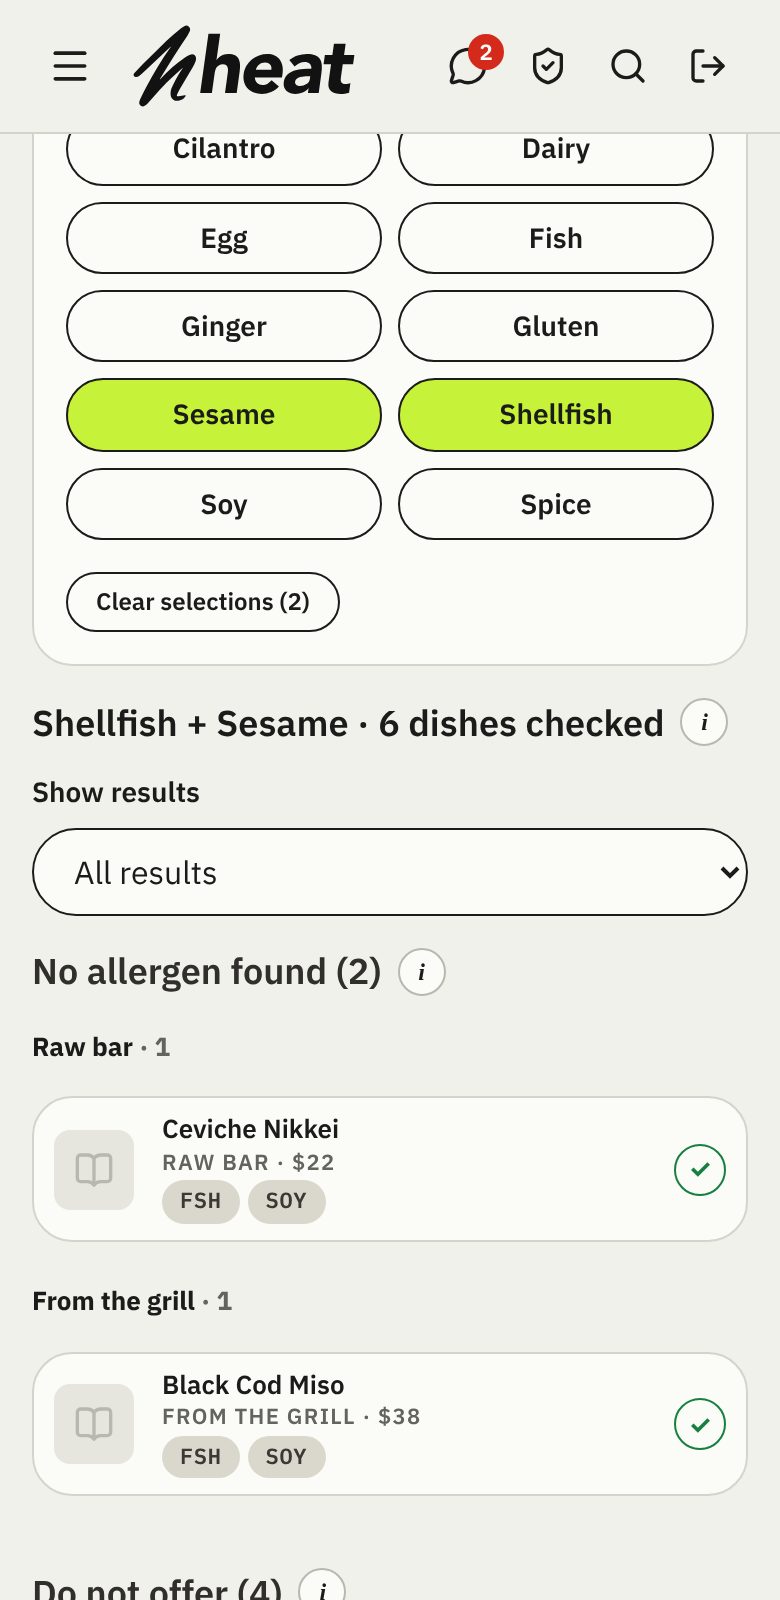 heat
2
Cilantro
Dairy
Egg
Fish
Ginger
Gluten
Sesame
Shellfish
Soy
Spice
Clear selections (2)
Shellfish + Sesame · 6 dishes checked i
Show results
All results
No allergen found (2) i
Raw bar · 1
Ceviche Nikkei
RAW BAR · $22
FSH SOY
From the grill · 1
Black Cod Miso
FROM THE GRILL · $38
FSH SOY
Do not offer (4) i